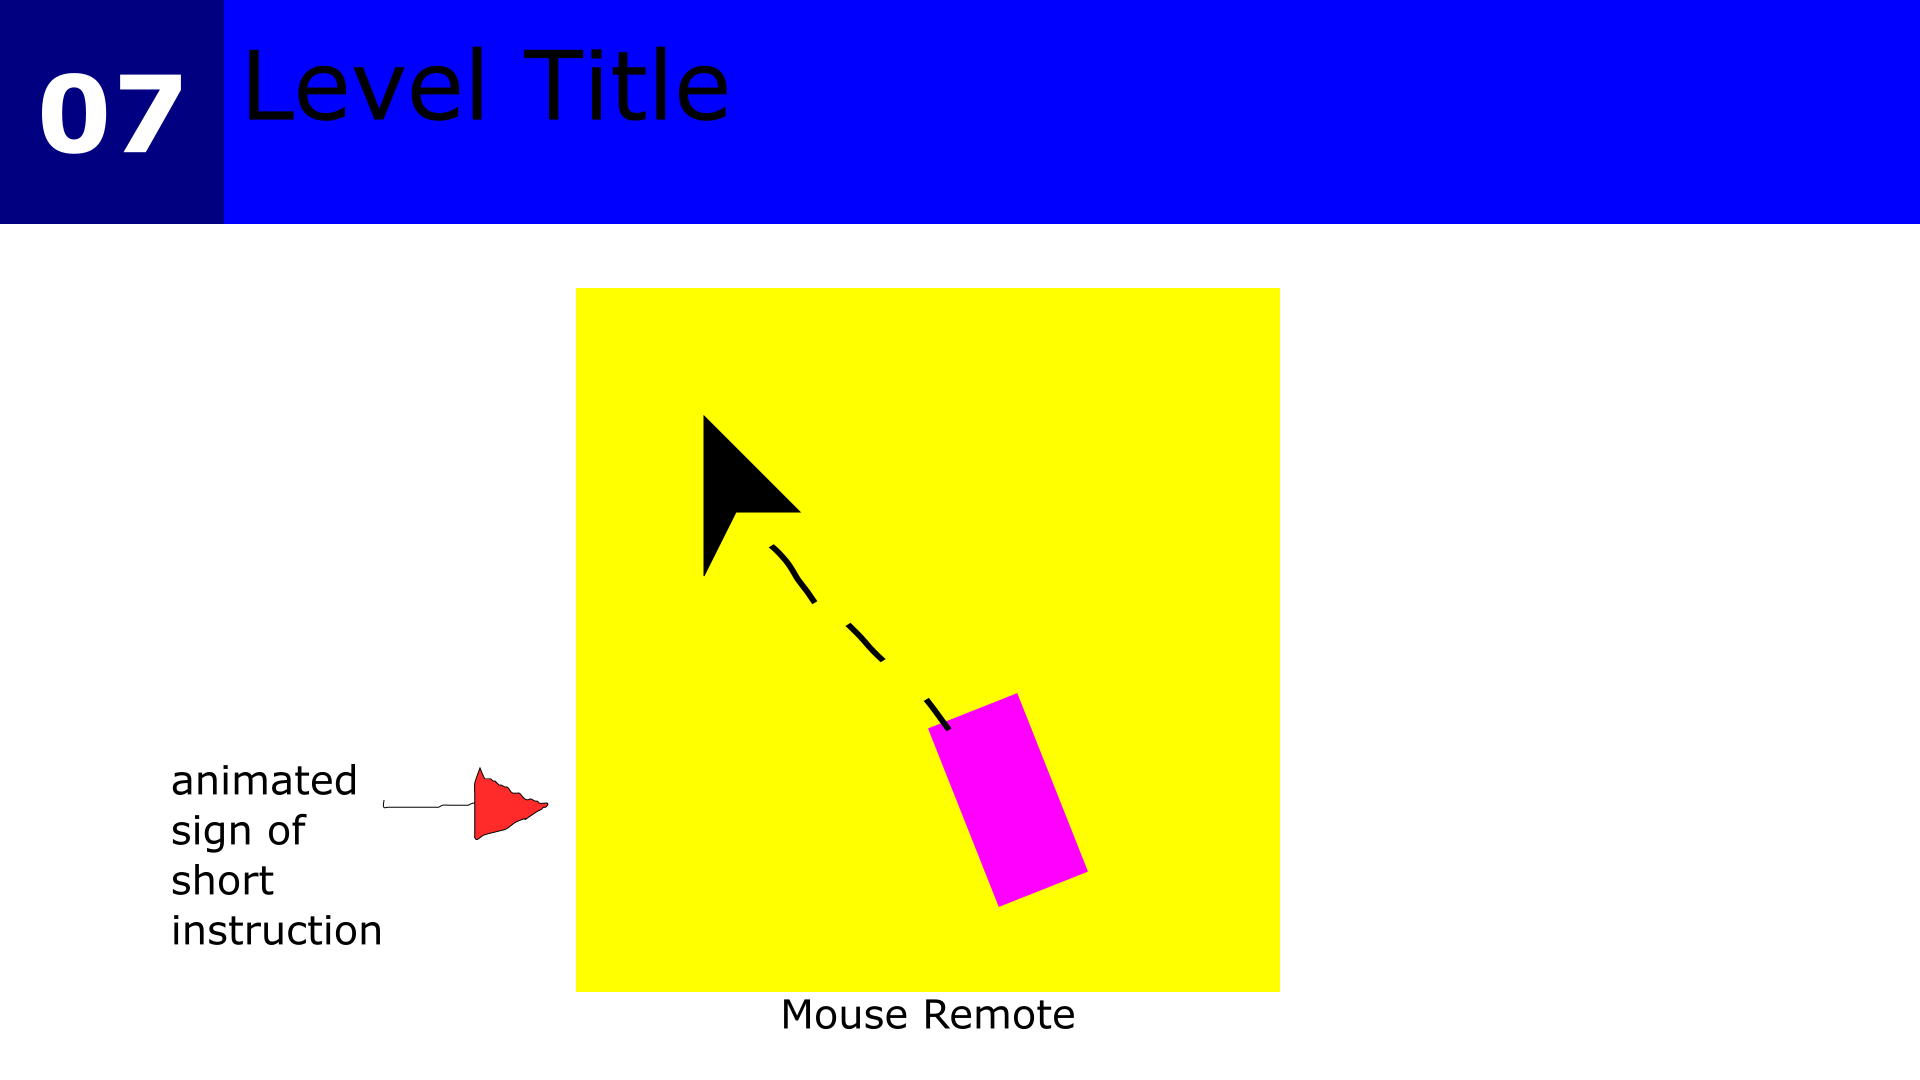 07
Level Title
animated
sign of
short
instruction
Mouse Remote